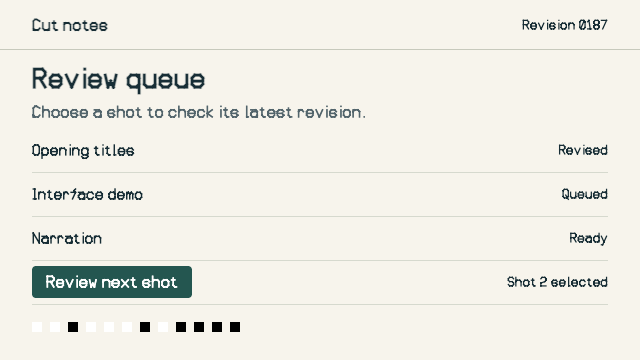 Cut notes
Revision 0187
Review queue
Choose a shot to check its latest revision.
Opening titles
Revised
Interface demo
Queued
Narration
Ready
Review next shot
Shot 2 selected